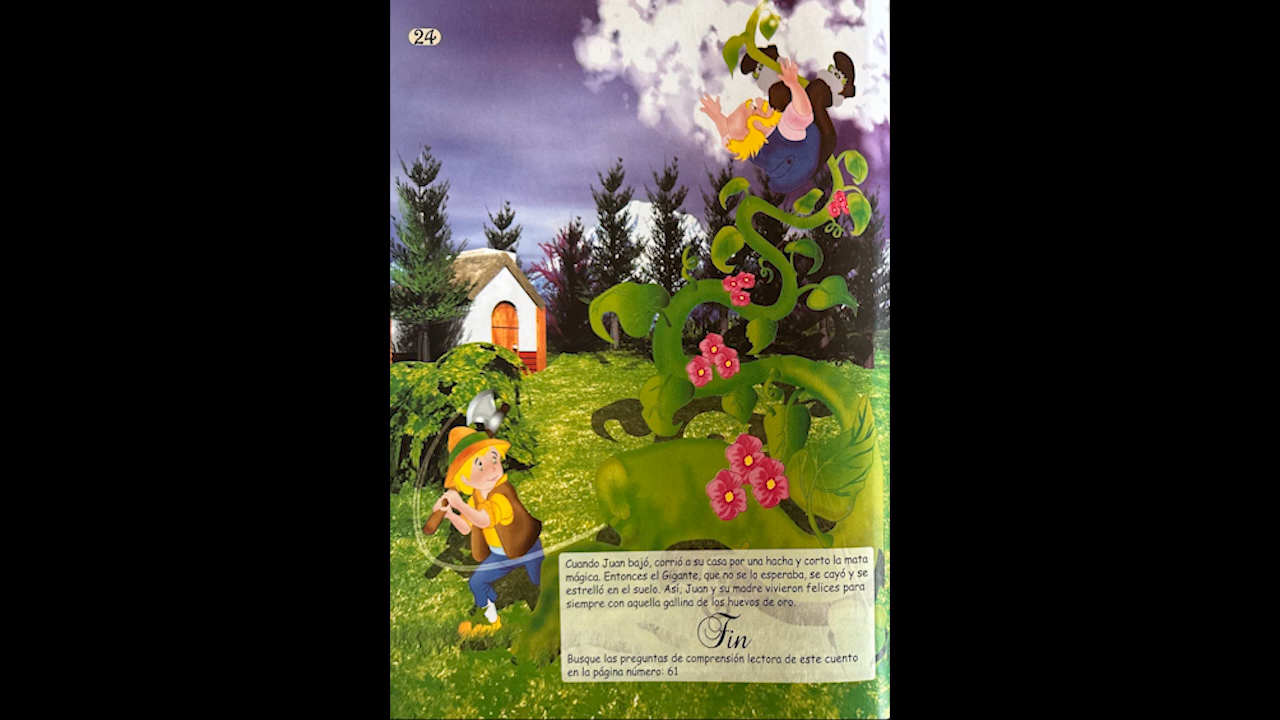 24
Cuando Juan bajó, corrió a su casa por una hacha y corto la mata
mágica. Entonces el Gigante, que no se lo esperaba, se cayó y se
estrelló en el suelo. Así, Juan y su madre vivieron felices para
siempre con aquella gallina de los huevos de oro.
Fin
Busque las preguntas de comprensión lectora de este cuento
en la página número: 61